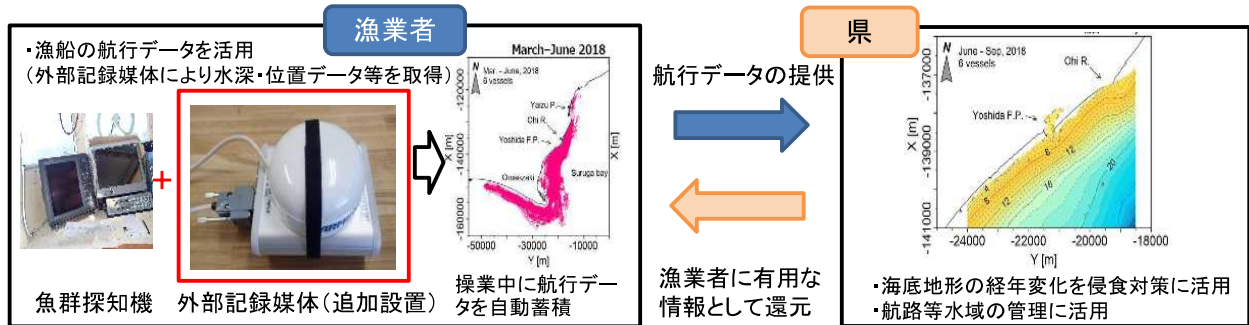 漁業者
・漁船の航行データを活用
（外部記録媒体により水深・位置データ等を取得）
+
魚群探知機
外部記録媒体（追加設置）
March–June 2018
N
Mar. - June, 2018
6 vessels
Yaizu P.
Ohi R.
Yoshida F.P.
Omaezaki
Suruga bay
X [m]
-120000
-140000
-160000
-50000
-30000
-10000
Y [m]
操業中に航行デー
タを自動蓄積
航行データの提供
漁業者に有用な
情報として還元
県
N
June - Sep, 2018
6 vessels
Ohi R.
Yoshida F.P.
X [m]
-137000
-139000
-141000
4
8
12
6
12
16
20
-24000
-22000
-20000
-18000
Y [m]
・海底地形の経年変化を侵食対策に活用
・航路等水域の管理に活用